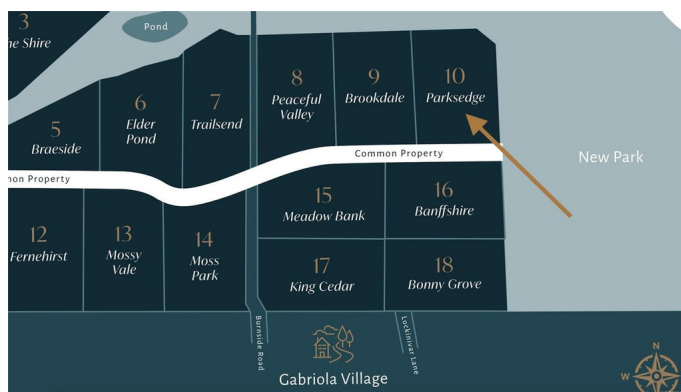 3
he Shire
Pond
5
Braeside
6
Elder
Pond
7
Trailsend
8
Peaceful
Valley
9
Brookdale
10
Parksedge
New Park
Common Property
mon Property
12
Fernehirst
13
Mossy
Vale
14
Moss
Park
15
Meadow Bank
16
Banffshire
17
King Cedar
18
Bonny Grove
Burnside Road
Lockinivar Lane
Gabriola Village
N
W